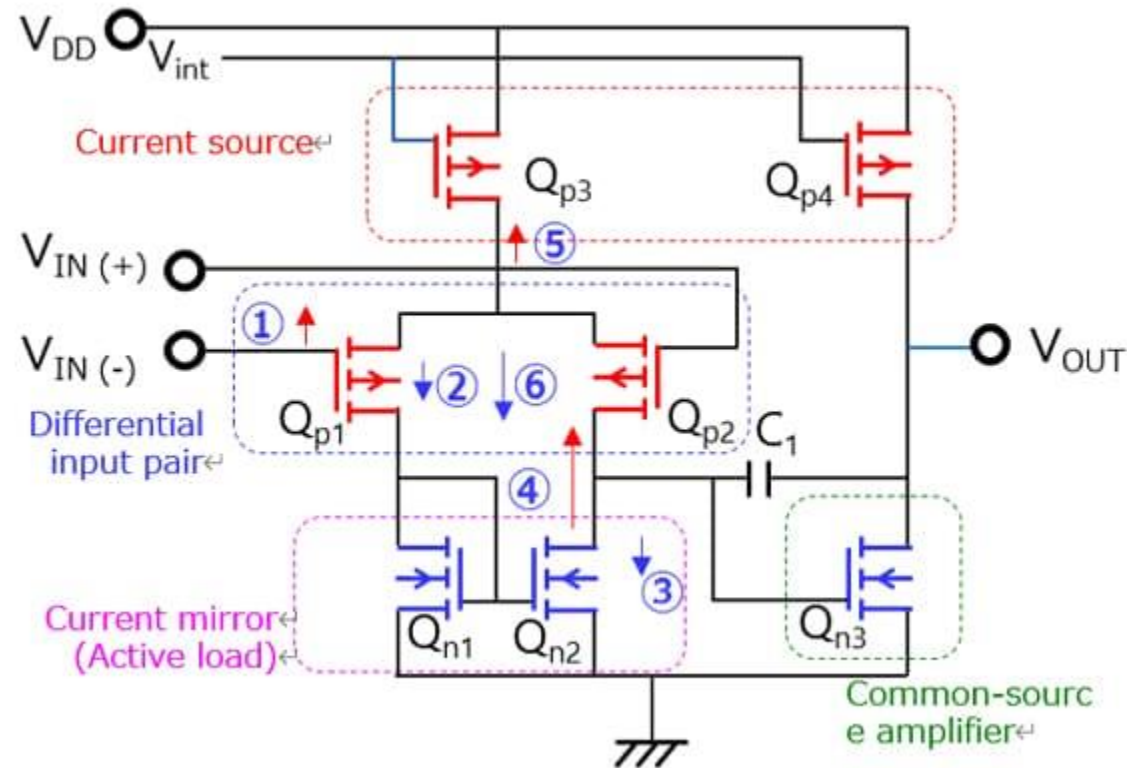 VDD
Vint
Current source↵
Qp3
Qp4
⑤
VIN (+)
①
VIN (-)
②
⑥
VOUT
Qp1
Qp2
Differential
input pair↵
C1
④
③
Current mirror↵
(Active load)↵
Qn1
Qn2
Qn3
Common-sourc
e amplifier↵